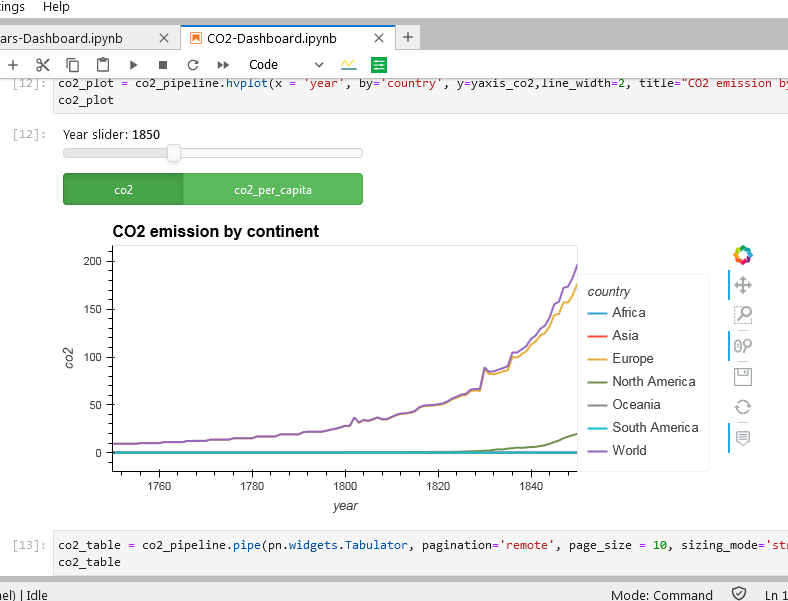 tings Help
ars-Dashboard.ipynb CO2-Dashboard.ipynb
Code
[12]: co2_plot = co2_pipeline.hvplot(x = 'year', by='country', y=yaxis_co2,line_width=2, title="CO2 emission by
co2_plot
[12]: Year slider: 1850
co2 co2_per_capita
CO2 emission by continent
200
150
100
50
0
co2
1760 1780 1800 1820 1840
year
country
Africa
Asia
Europe
North America
Oceania
South America
World
[13]: co2_table = co2_pipeline.pipe(pn.widgets.Tabulator, pagination='remote', page_size = 10, sizing_mode='str
co2_table
nel) | Idle Mode: Command Ln 1